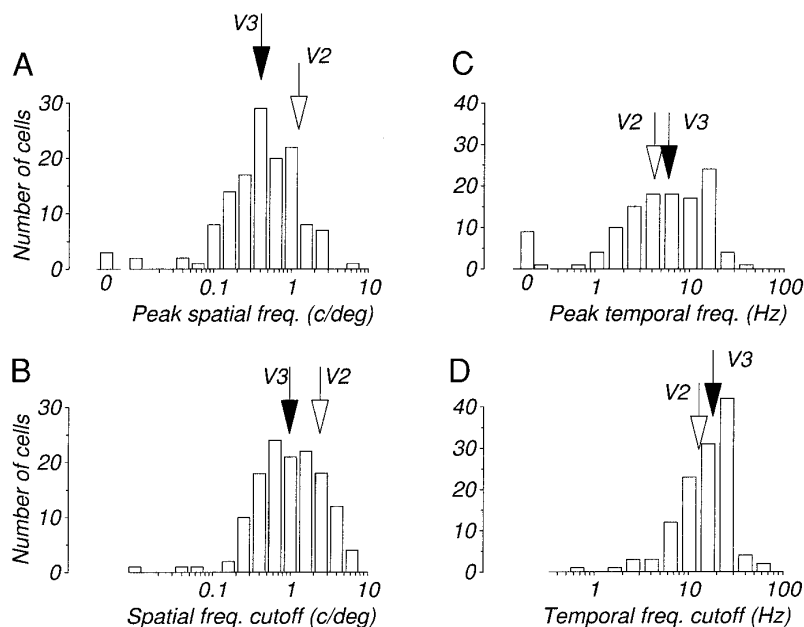 A
V3
V2
Number of cells
30
20
10
0
0
0.1
1
10
Peak spatial freq. (c/deg)
C
V2
V3
40
30
20
10
0
0
1
10
100
Peak temporal freq. (Hz)
B
V3
V2
Number of cells
30
20
10
0
0.1
1
10
Spatial freq. cutoff (c/deg)
D
V2
V3
40
30
20
10
0
1
10
100
Temporal freq. cutoff (Hz)